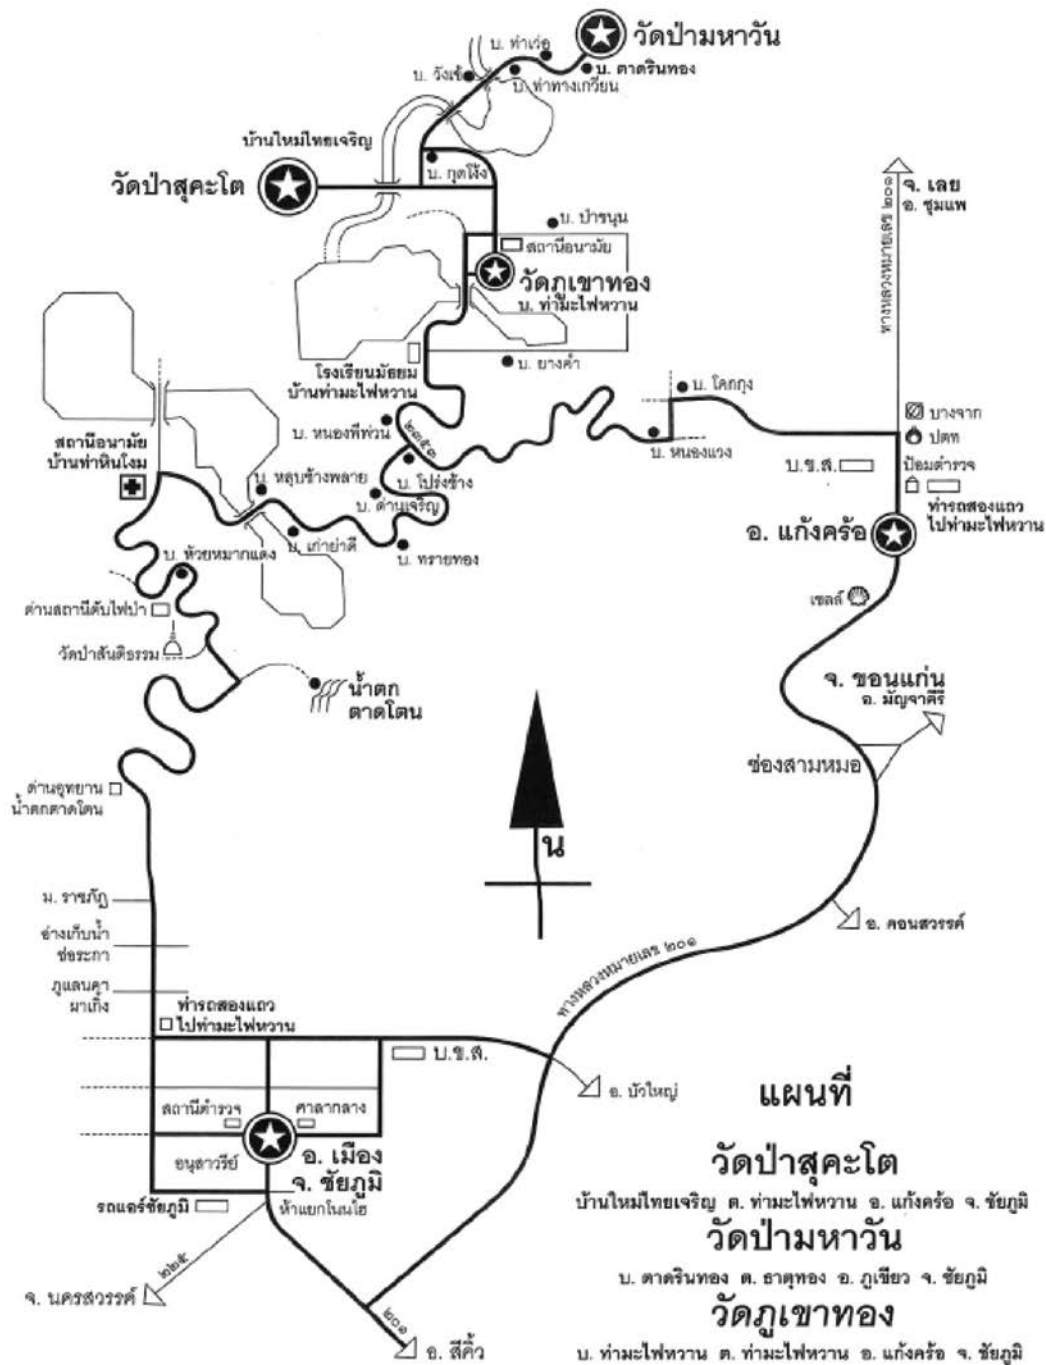 วัดป่ามหาวัน
บ. ท่าเว่อ
บ. ตาดรินทอง
บ. วังเข้
บ. ท่าทางเกวียน
บ้านใหม่ไทยเจริญ
วัดป่าสุคะโต
บ. กุดโง้ง
จ. เลย
อ. ชุมแพ
ทางหลวงหมายเลข ๒๐๑
บ. ป่าขนุน
สถานีอนามัย
วัดภูเขาทอง
บ. ท่ามะไฟหวาน
โรงเรียนมัธยม
บ้านท่ามะไฟหวาน
บ. ยางคำ
บ. โคกกุง
บ. หนองแวง
บางจาก
ปตท
บ.ข.ส.
ป้อมตำรวจ
ท่ารถสองแถว
ไปท่ามะไฟหวาน
อ. แก้งคร้อ
เชลล์
บ. หนองพีพ่วน
๒๓๕๑
บ. โปร่งช้าง
บ. ด่านเจริญ
สถานีอนามัย
บ้านท่าหินโงม
บ. หลุบช้างพลาย
บ. เก่าย่าดี
บ. ทรายทอง
บ. ห้วยหมากแดง
ด่านสถานีดับไฟป่า
วัดป่าสันติธรรม
น้ำตก
ตาดโตน
จ. ขอนแก่น
อ. มัญจาคีรี
ช่องสามหมอ
ด่านอุทยาน
น้ำตกตาดโตน
น
ม. ราชภัฏ
อ่างเก็บน้ำ
ช่อระกา
ภูแลนคา
ผาเกิ้ง
อ. คอนสวรรค์
ทางหลวงหมายเลข ๒๐๑
ท่ารถสองแถว
ไปท่ามะไฟหวาน
บ.ข.ส.
อ. บัวใหญ่
สถานีตำรวจ
ศาลากลาง
อนุสาวรีย์
อ. เมือง
จ. ชัยภูมิ
รถแอร์ชัยภูมิ
ห้าแยกโนนไฮ
๒๒๕
จ. นครสวรรค์
๒๐๑
อ. สีคิ้ว
แผนที่
วัดป่าสุคะโต
บ้านใหม่ไทยเจริญ ต. ท่ามะไฟหวาน อ. แก้งคร้อ จ. ชัยภูมิ
วัดป่ามหาวัน
บ. ตาดรินทอง ต. ธาตุทอง อ. ภูเขียว จ. ชัยภูมิ
วัดภูเขาทอง
บ. ท่ามะไฟหวาน ต. ท่ามะไฟหวาน อ. แก้งคร้อ จ. ชัยภูมิ